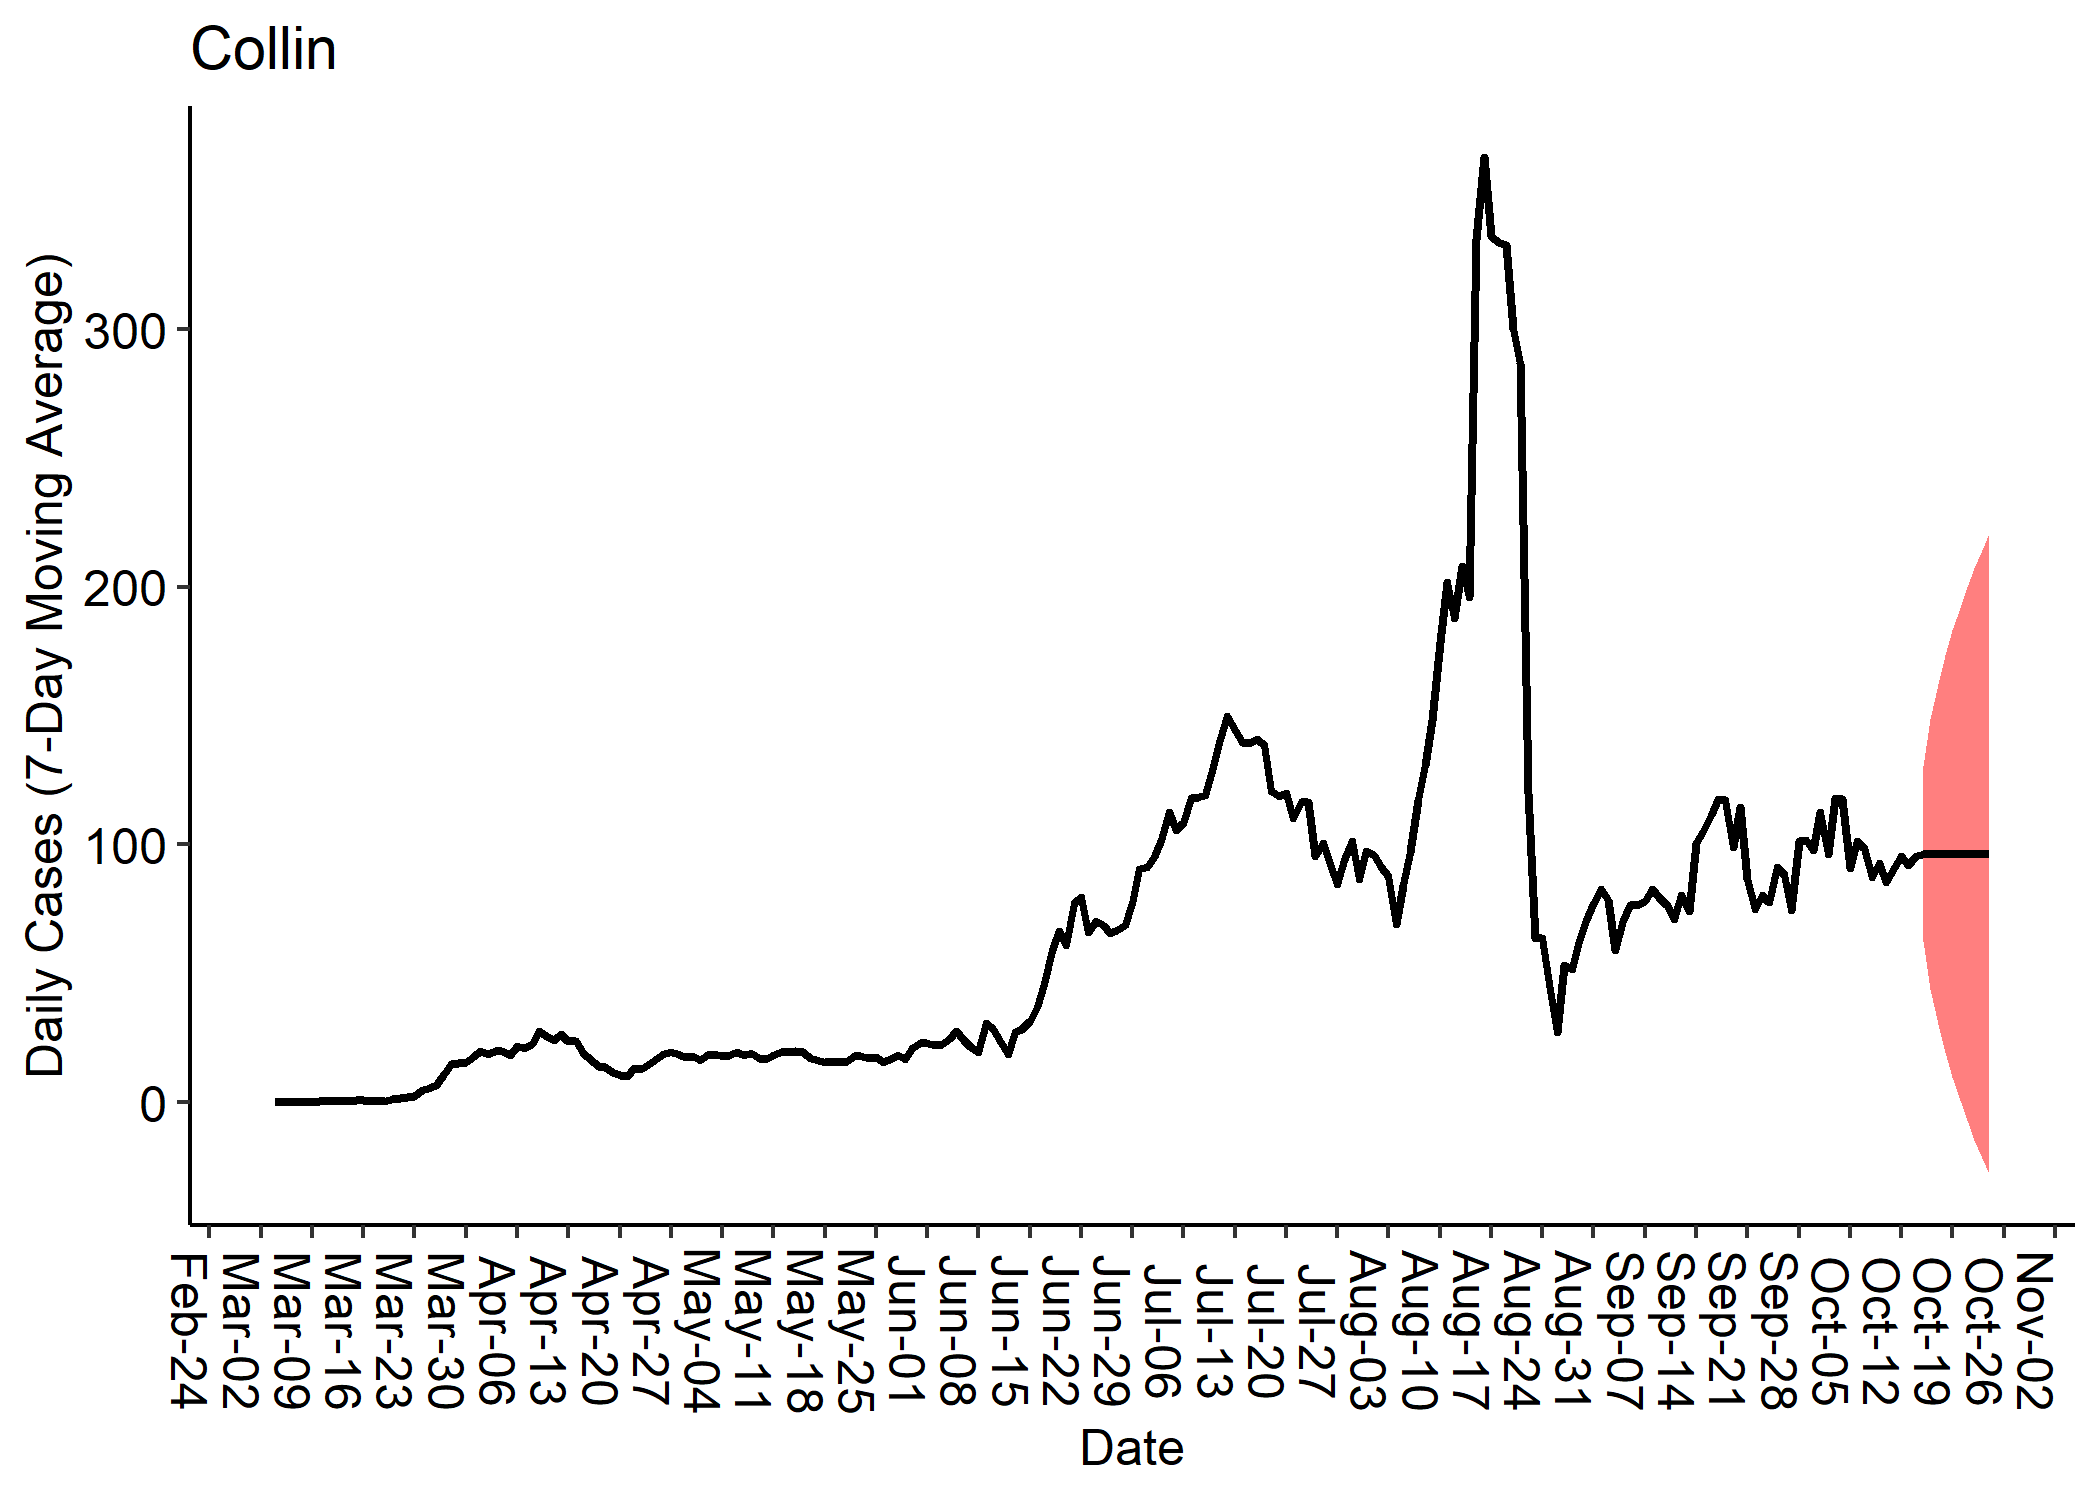 Collin
Daily Cases (7-Day Moving Average)
300
200
100
0
Feb-24
Mar-02
Mar-09
Mar-16
Mar-23
Mar-30
Apr-06
Apr-13
Apr-20
Apr-27
May-04
May-11
May-18
May-25
Jun-01
Jun-08
Jun-15
Jun-22
Jun-29
Jul-06
Jul-13
Jul-20
Jul-27
Aug-03
Aug-10
Aug-17
Aug-24
Aug-31
Sep-07
Sep-14
Sep-21
Sep-28
Oct-05
Oct-12
Oct-19
Oct-26
Nov-02
Date